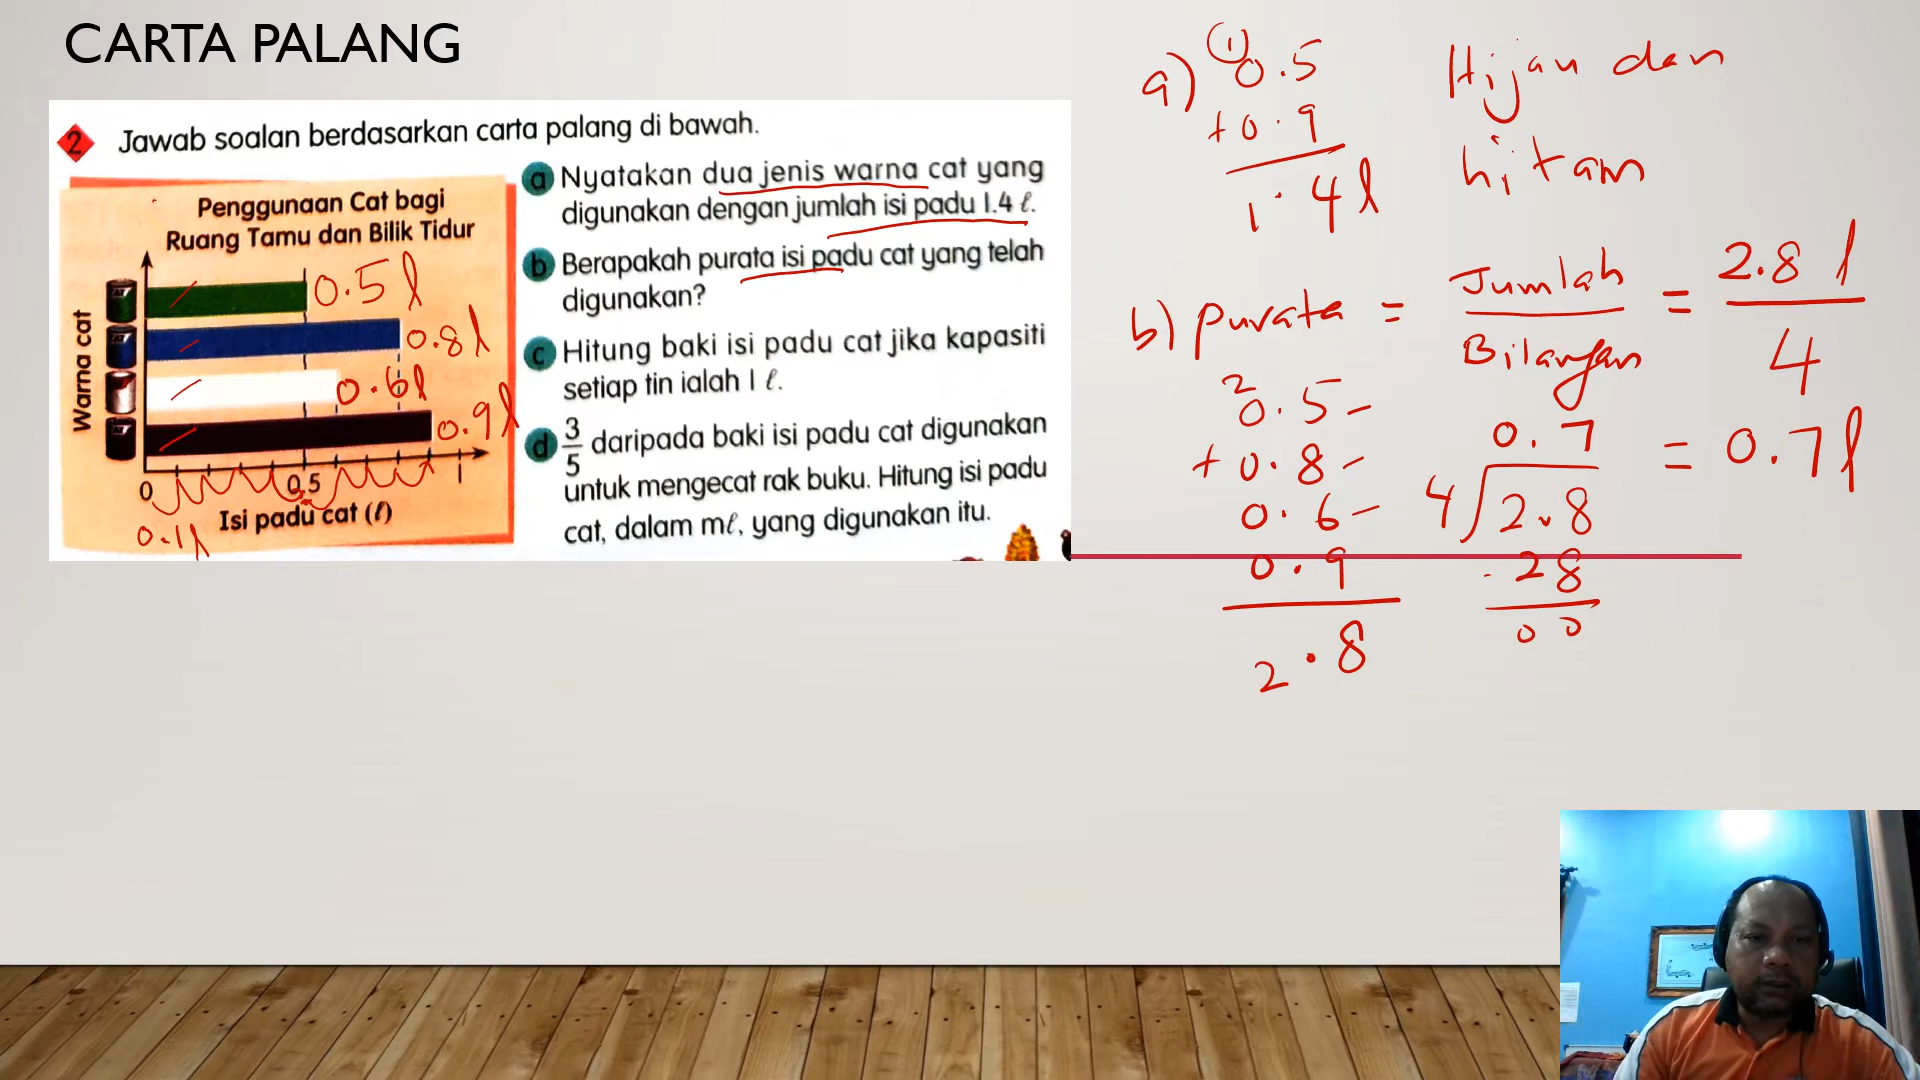 CARTA PALANG
2 Jawab soalan berdasarkan carta palang di bawah.
Penggunaan Cat bagi
Ruang Tamu dan Bilik Tidur
Warna cat
0.5 l
0.8 l
0.6 l
0.9 l
0 0.5 1
Isi padu cat (ℓ)
0.1 l
a Nyatakan dua jenis warna cat yang
digunakan dengan jumlah isi padu 1.4 ℓ.
b Berapakah purata isi padu cat yang telah
digunakan?
c Hitung baki isi padu cat jika kapasiti
setiap tin ialah 1 ℓ.
d 3/5 daripada baki isi padu cat digunakan
untuk mengecat rak buku. Hitung isi padu
cat, dalam mℓ, yang digunakan itu.
a) (1)
0.5
+0.9
1.4 l
Hijau dan
hitam
b) Purata = Jumlah / Bilangan = 2.8 l / 4
= 0.7 l
2
0.5 -
+ 0.8 -
0.6 -
0.9
2.8
0.7
4 2.8
- 28
00